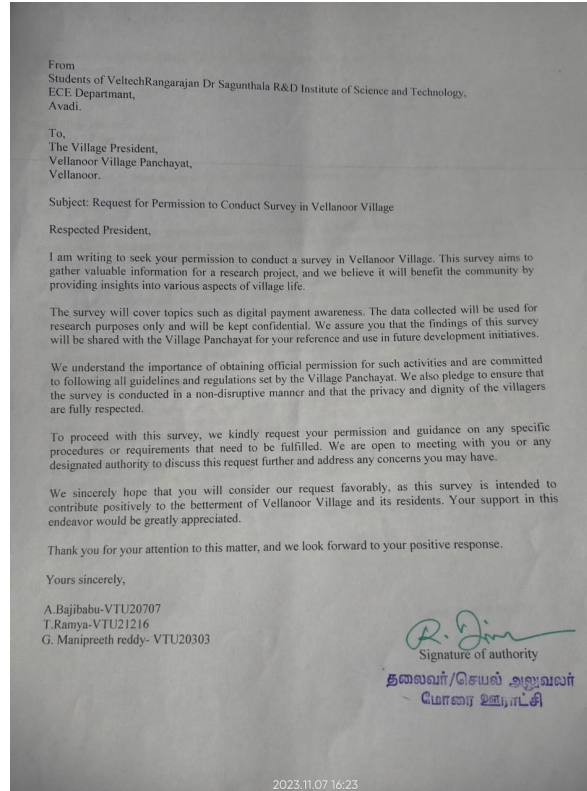 From
Students of VeltechRangarajan Dr Sagunthala R&D Institute of Science and Technology,
ECE Departmant,
Avadi.
To,
The Village President,
Vellanoor Village Panchayat,
Vellanoor.
Subject: Request for Permission to Conduct Survey in Vellanoor Village
Respected President,
I am writing to seek your permission to conduct a survey in Vellanoor Village. This survey aims to
gather valuable information for a research project, and we believe it will benefit the community by
providing insights into various aspects of village life.
The survey will cover topics such as digital payment awareness. The data collected will be used for
research purposes only and will be kept confidential. We assure you that the findings of this survey
will be shared with the Village Panchayat for your reference and use in future development initiatives.
We understand the importance of obtaining official permission for such activities and are committed
to following all guidelines and regulations set by the Village Panchayat. We also pledge to ensure that
the survey is conducted in a non-disruptive manner and that the privacy and dignity of the villagers
are fully respected.
To proceed with this survey, we kindly request your permission and guidance on any specific
procedures or requirements that need to be fulfilled. We are open to meeting with you or any
designated authority to discuss this request further and address any concerns you may have.
We sincerely hope that you will consider our request favorably, as this survey is intended to
contribute positively to the betterment of Vellanoor Village and its residents. Your support in this
endeavor would be greatly appreciated.
Thank you for your attention to this matter, and we look forward to your positive response.
Yours sincerely,
A.Bajibabu-VTU20707
T.Ramya-VTU21216
G. Manipreeth reddy- VTU20303
R.
Signature of authority
தலைவர்/செயல் அலுவலர்
மோரை ஊராட்சி
2023.11.07 16:23